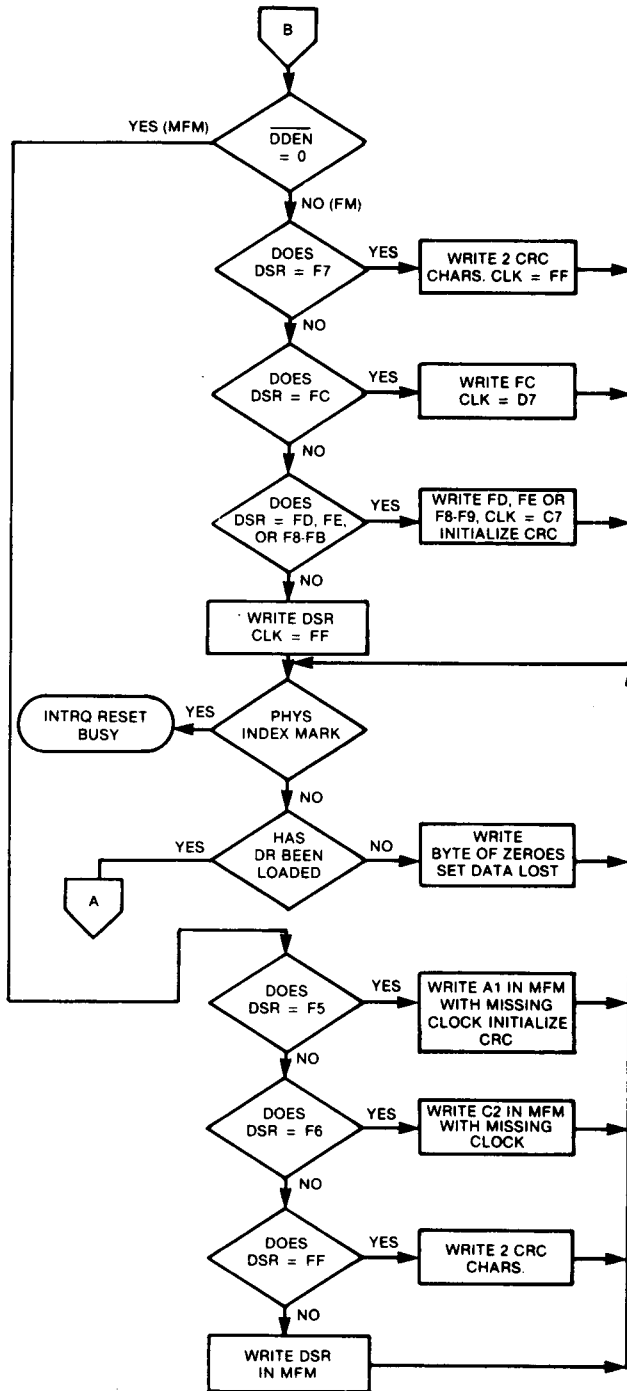 B
YES (MFM)
DDEN
= 0
NO (FM)
DOES
DSR = F7
YES
WRITE 2 CRC
CHARS. CLK = FF
NO
DOES
DSR = FC
YES
WRITE FC
CLK = D7
NO
DOES
DSR = FD, FE,
OR F8-FB
YES
WRITE FD, FE OR
F8-F9, CLK = C7
INITIALIZE CRC
NO
WRITE DSR
CLK = FF
INTRQ RESET
BUSY
YES
PHYS
INDEX MARK
NO
YES
HAS
DR BEEN
LOADED
NO
WRITE
BYTE OF ZEROES
SET DATA LOST
A
DOES
DSR = F5
YES
WRITE A1 IN MFM
WITH MISSING
CLOCK INITIALIZE
CRC
NO
DOES
DSR = F6
YES
WRITE C2 IN MFM
WITH MISSING
CLOCK
NO
DOES
DSR = FF
YES
WRITE 2 CRC
CHARS.
NO
WRITE DSR
IN MFM